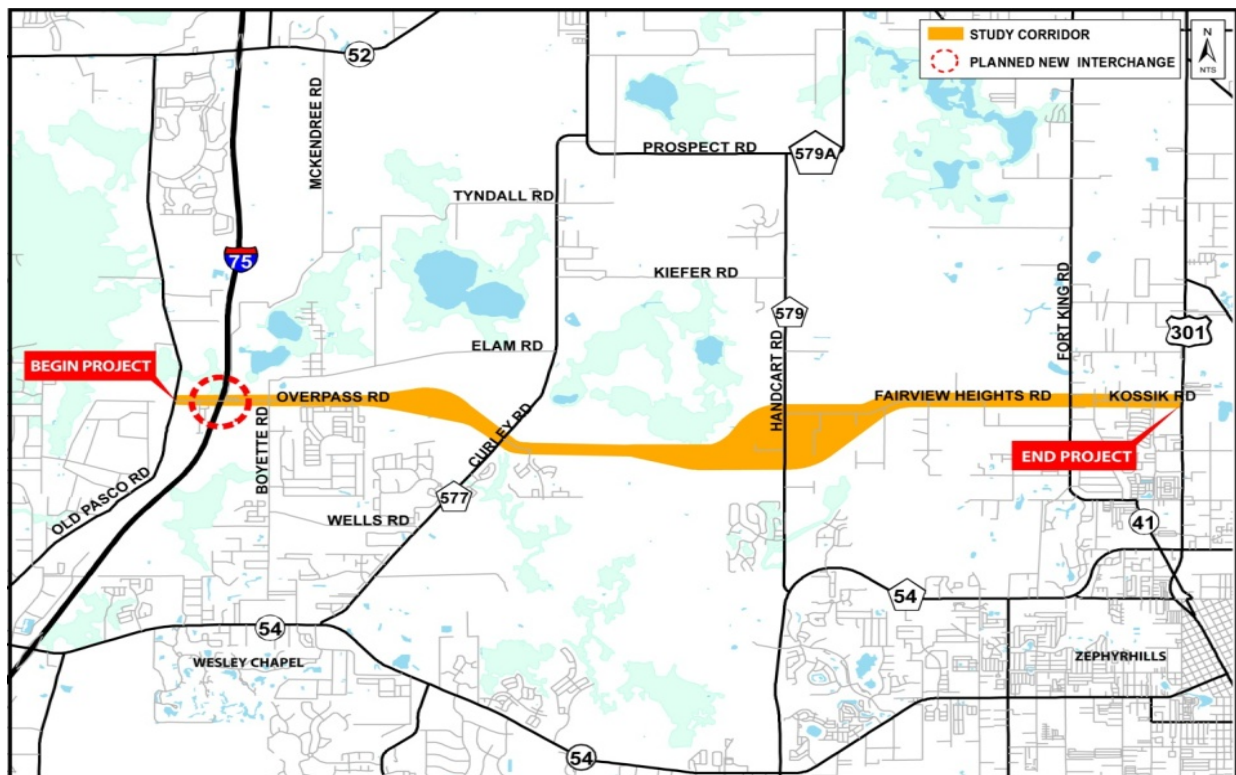 STUDY CORRIDOR
PLANNED NEW INTERCHANGE
N
NTS
52
MCKENDREE RD
PROSPECT RD
579A
TYNDALL RD
75
KIEFER RD
579
FORT KING RD
301
HANDCART RD
ELAM RD
BEGIN PROJECT
OVERPASS RD
FAIRVIEW HEIGHTS RD
KOSSIK RD
BOYETTE RD
CURLEY RD
END PROJECT
OLD PASCO RD
577
WELLS RD
41
54
54
WESLEY CHAPEL
ZEPHYRHILLS
54